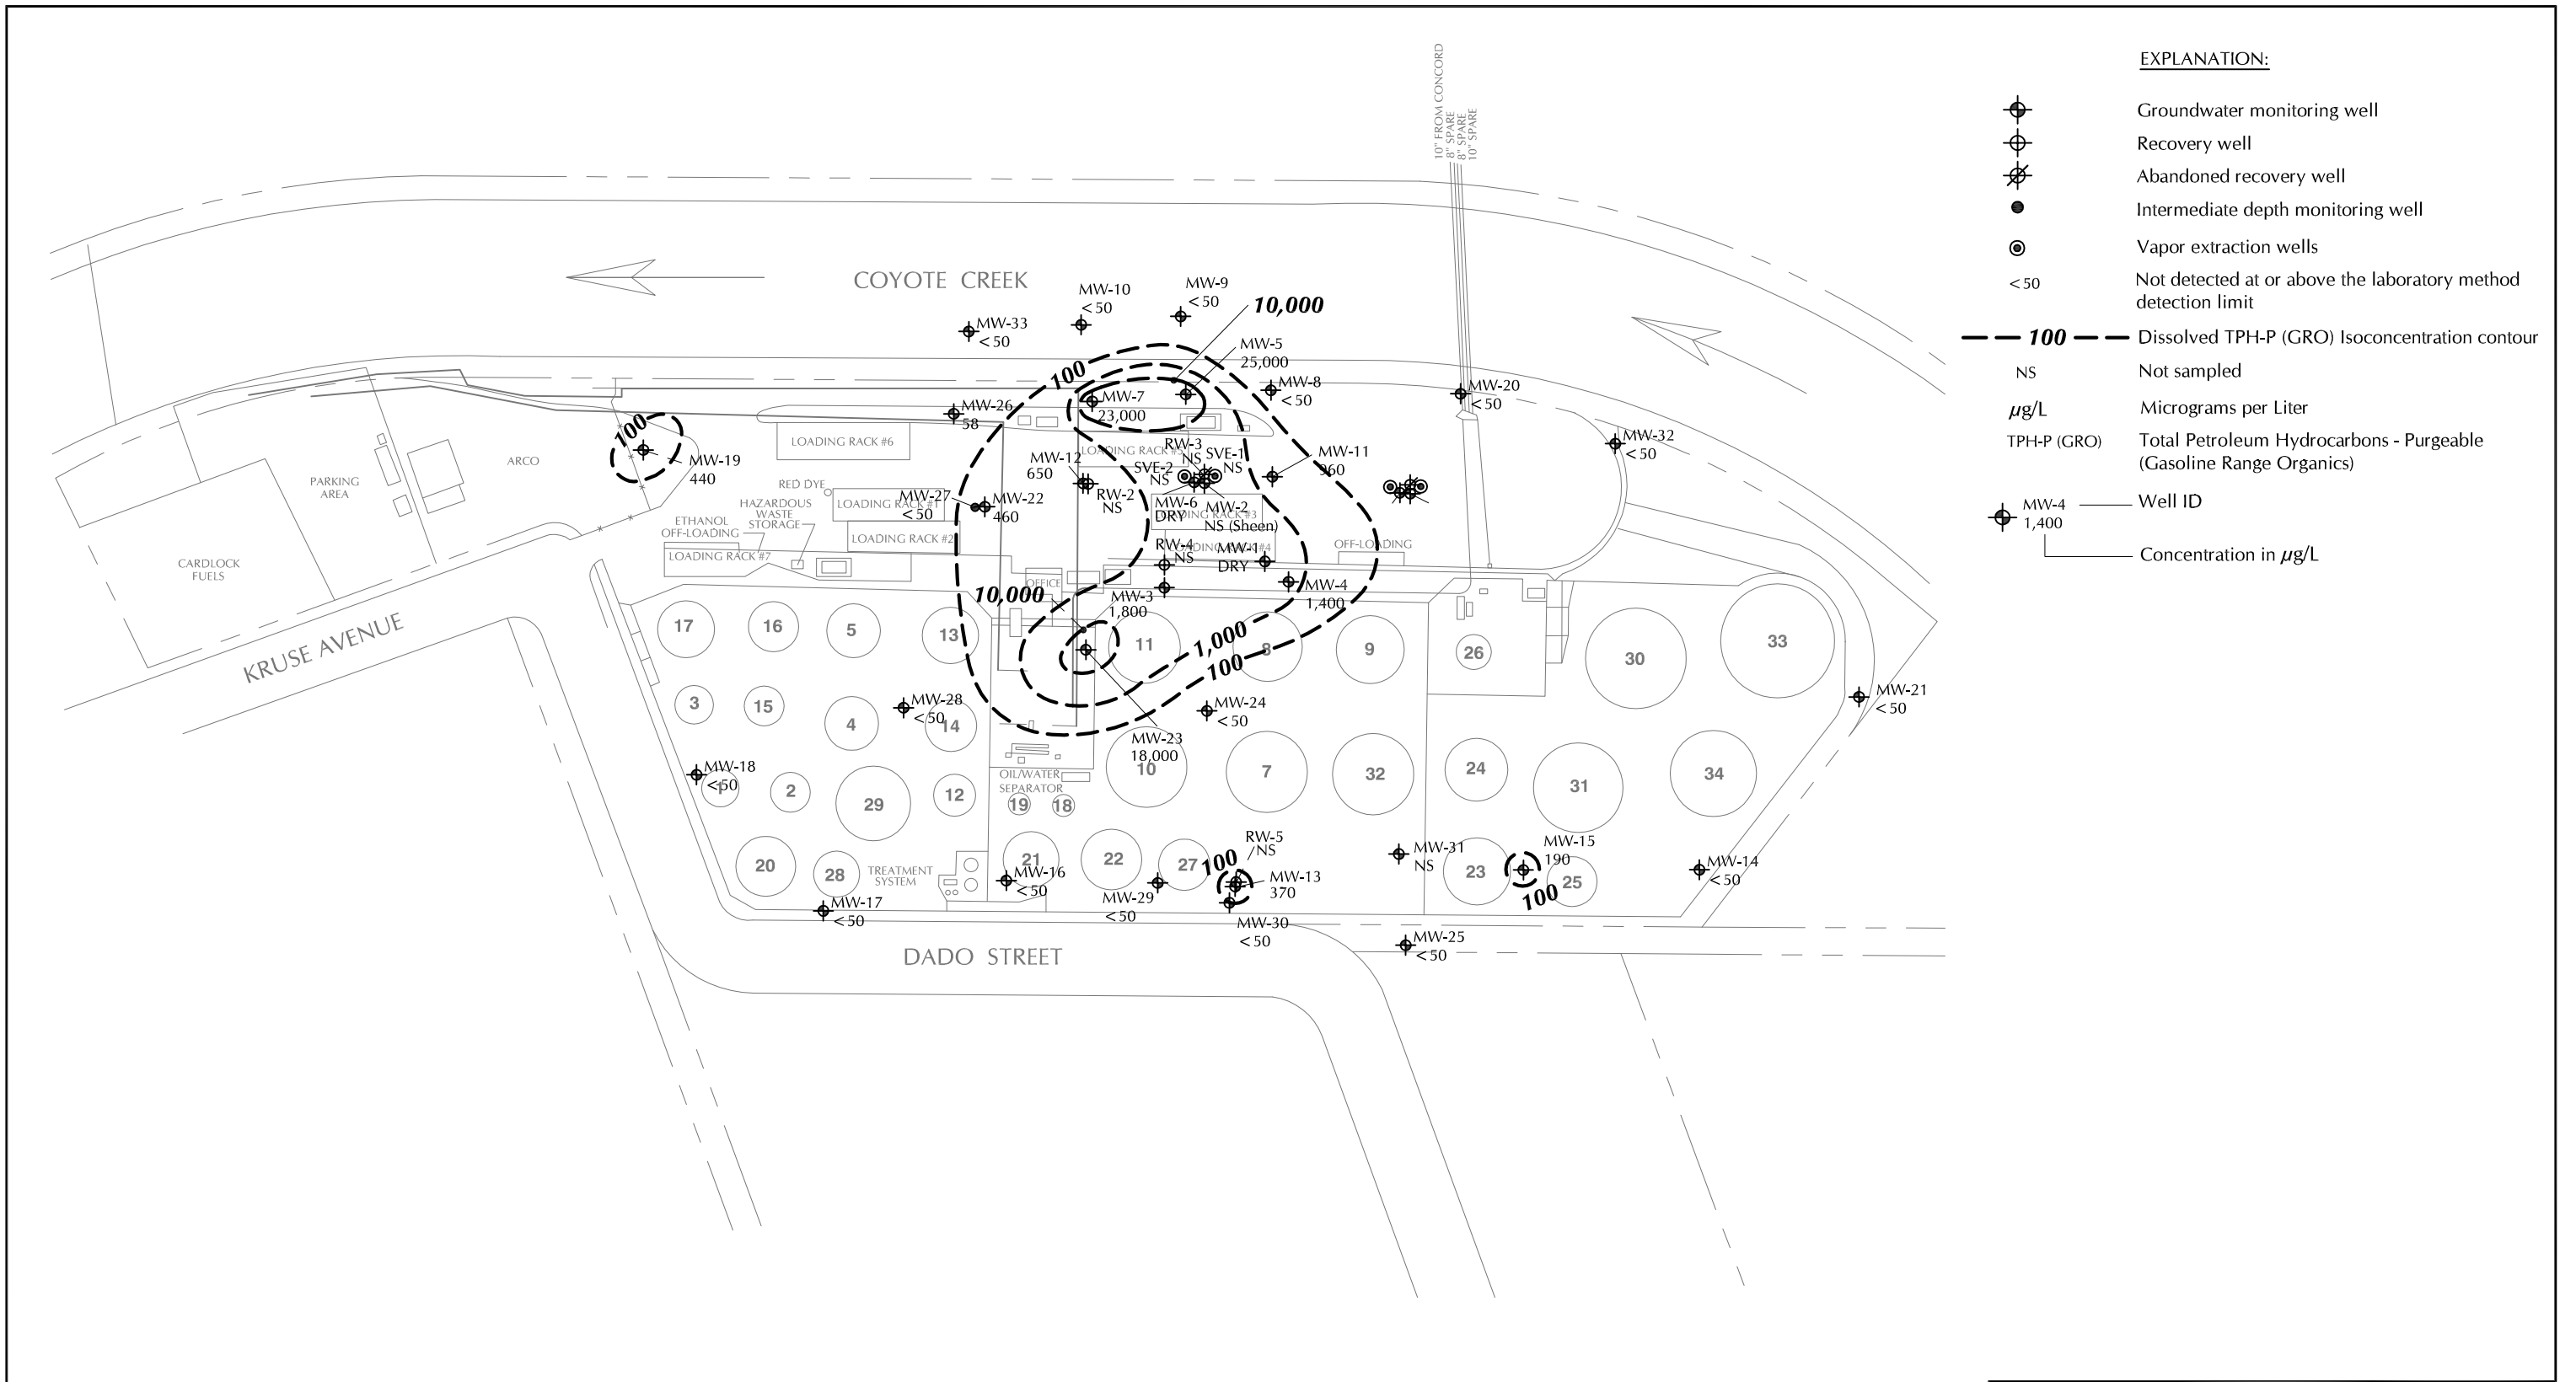 EXPLANATION:
Groundwater monitoring well
Recovery well
Abandoned recovery well
Intermediate depth monitoring well
Vapor extraction wells
<50
Not detected at or above the laboratory method
detection limit
100
Dissolved TPH-P (GRO) Isoconcentration contour
NS
Not sampled
µg/L
Micrograms per Liter
TPH-P (GRO)
Total Petroleum Hydrocarbons - Purgeable
(Gasoline Range Organics)
MW-4
1,400
Well ID
Concentration in µg/L
10" FROM CONCORD
8" SPARE
8" SPARE
10" SPARE
COYOTE CREEK
MW-10
<50
MW-9
<50
10,000
MW-33
<50
MW-5
25,000
100
MW-7
23,000
MW-8
<50
MW-20
<50
MW-26
58
MW-32
<50
100
MW-19
440
ARCO
PARKING
AREA
CARDLOCK
FUELS
LOADING RACK #6
LOADING RACK #5
RW-3
NS
SVE-1
NS
SVE-2
NS
MW-11
960
MW-12
650
RW-2
NS
RED DYE
HAZARDOUS
WASTE
STORAGE
LOADING RACK #1
MW-27
<50
MW-22
460
MW-6
DRY
MW-2
NS (Sheen)
LOADING RACK #3
ETHANOL
OFF-LOADING
LOADING RACK #2
LOADING RACK #7
RW-4
NS
LOADING RACK #4
MW-1
DRY
OFF-LOADING
OFFICE
10,000
MW-3
1,800
MW-4
1,400
KRUSE AVENUE
17
16
5
13
11
1,000
100
8
9
26
30
33
3
15
4
MW-28
<50
14
MW-24
<50
MW-21
<50
MW-23
18,000
MW-18
<50
1
2
29
12
OIL/WATER
SEPARATOR
19
18
10
7
32
24
31
34
20
28
TREATMENT
SYSTEM
21
MW-16
<50
22
27
100
RW-5
NS
MW-13
370
MW-31
NS
23
MW-15
190
100
25
MW-14
<50
MW-17
<50
MW-29
<50
MW-30
<50
MW-25
<50
DADO STREET